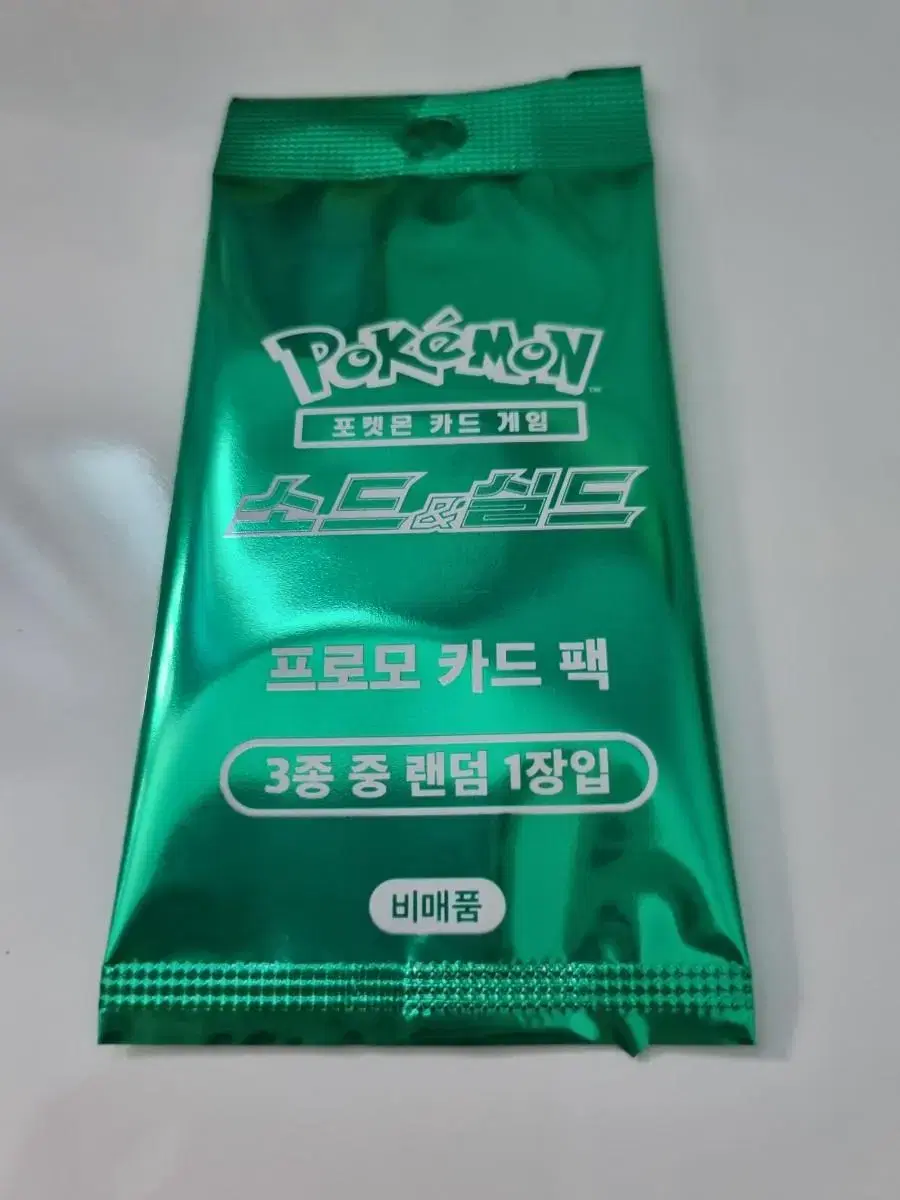 POKéMON
포켓몬 카드 게임
소드&실드
프로모 카드 팩
3종 중 랜덤 1장입
비매품